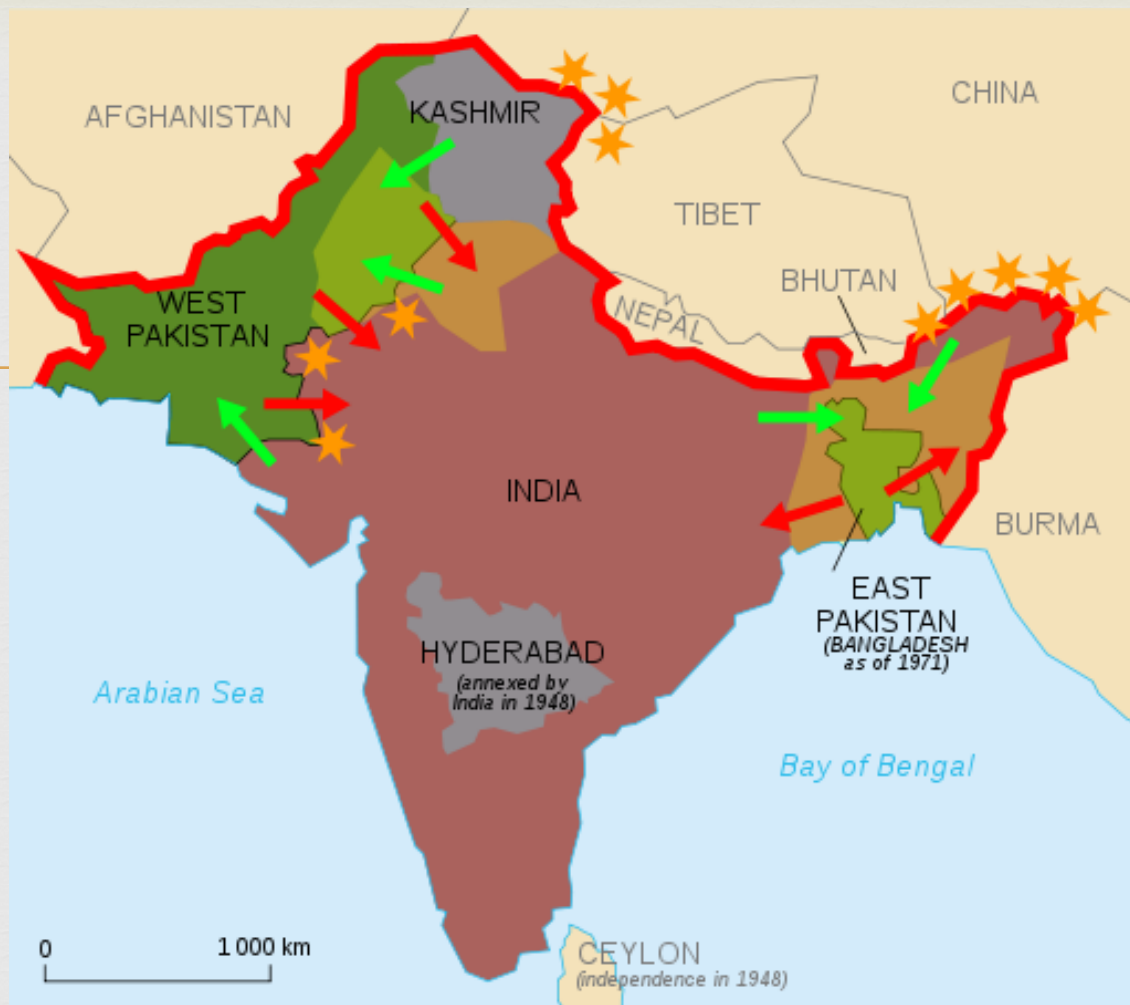 AFGHANISTAN
KASHMIR
CHINA
TIBET
BHUTAN
NEPAL
WEST
PAKISTAN
INDIA
BURMA
EAST
PAKISTAN
(BANGLADESH
as of 1971)
HYDERABAD
(annexed by
India in 1948)
Arabian Sea
Bay of Bengal
0 1 000 km
CEYLON
(independence in 1948)